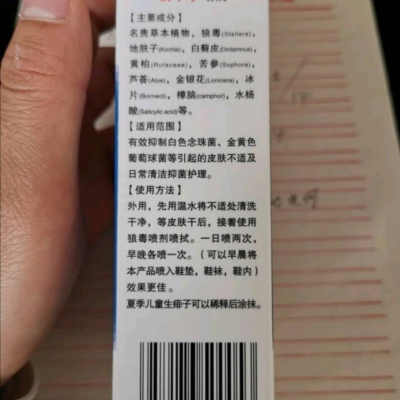 【主要成分】
名贵草本植物，狼毒(Stellera)、
地肤子(Kochia)、白藓皮(Dictamnus)、
黄柏(Rutaceae)、苦参(Sophora)、
芦荟(Aloe)、金银花(Lonicera)、冰
片(Borneol)、樟脑(camphor)、水杨
酸(Salicylic acid)等。
【适用范围】
有效抑制白色念珠菌、金黄色
葡萄球菌等引起的皮肤不适及
日常清洁抑菌护理。
【使用方法】
外用，先用温水将不适处清洗
干净，等皮肤干后，接着使用
狼毒喷剂喷拭。一日喷两次，
早晚各喷一次。（可以早晨将
本产品喷入鞋垫，鞋袜，鞋内）
效果更佳。
夏季儿童生痱子可以稀释后涂抹。